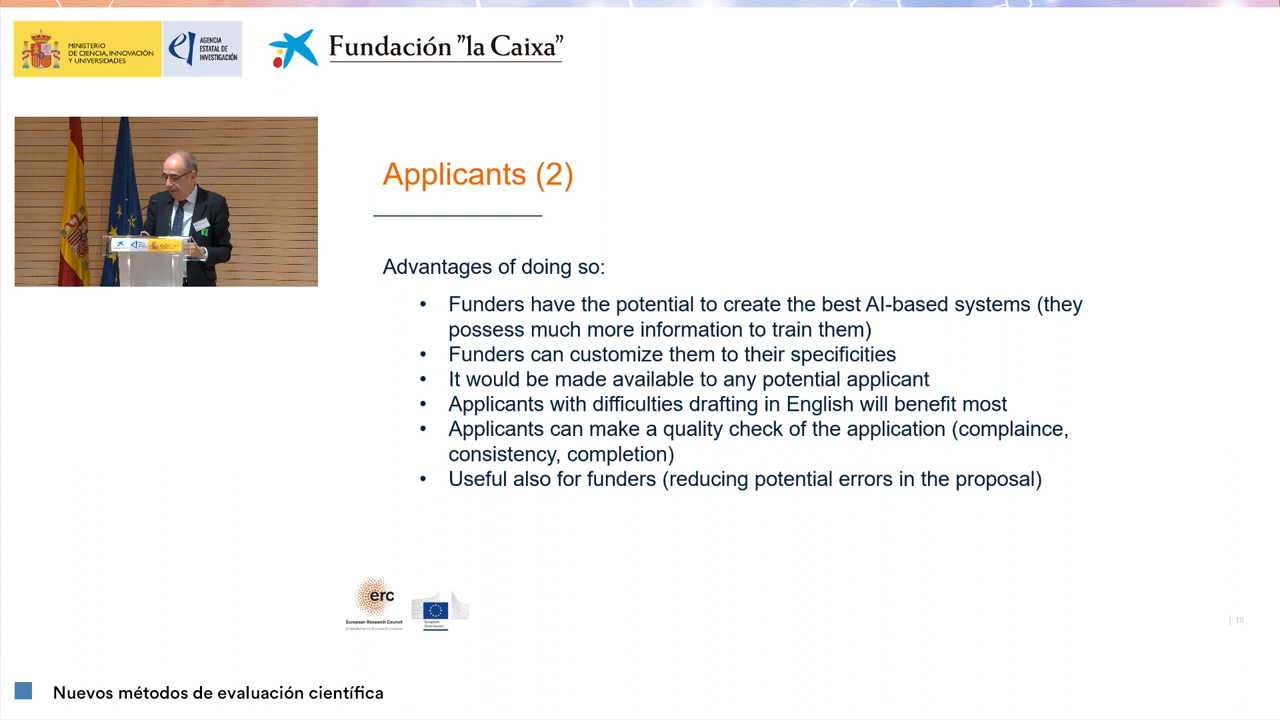 MINISTERIO
DE CIENCIA, INNOVACIÓN
Y UNIVERSIDADES
AGENCIA
ESTATAL DE
INVESTIGACIÓN
Fundación "la Caixa"
Applicants (2)
Advantages of doing so:
• Funders have the potential to create the best AI-based systems (they
possess much more information to train them)
• Funders can customize them to their specificities
• It would be made available to any potential applicant
• Applicants with difficulties drafting in English will benefit most
• Applicants can make a quality check of the application (complaince,
consistency, completion)
• Useful also for funders (reducing potential errors in the proposal)
erc
European Research Council
European
Commission
19
Nuevos métodos de evaluación científica